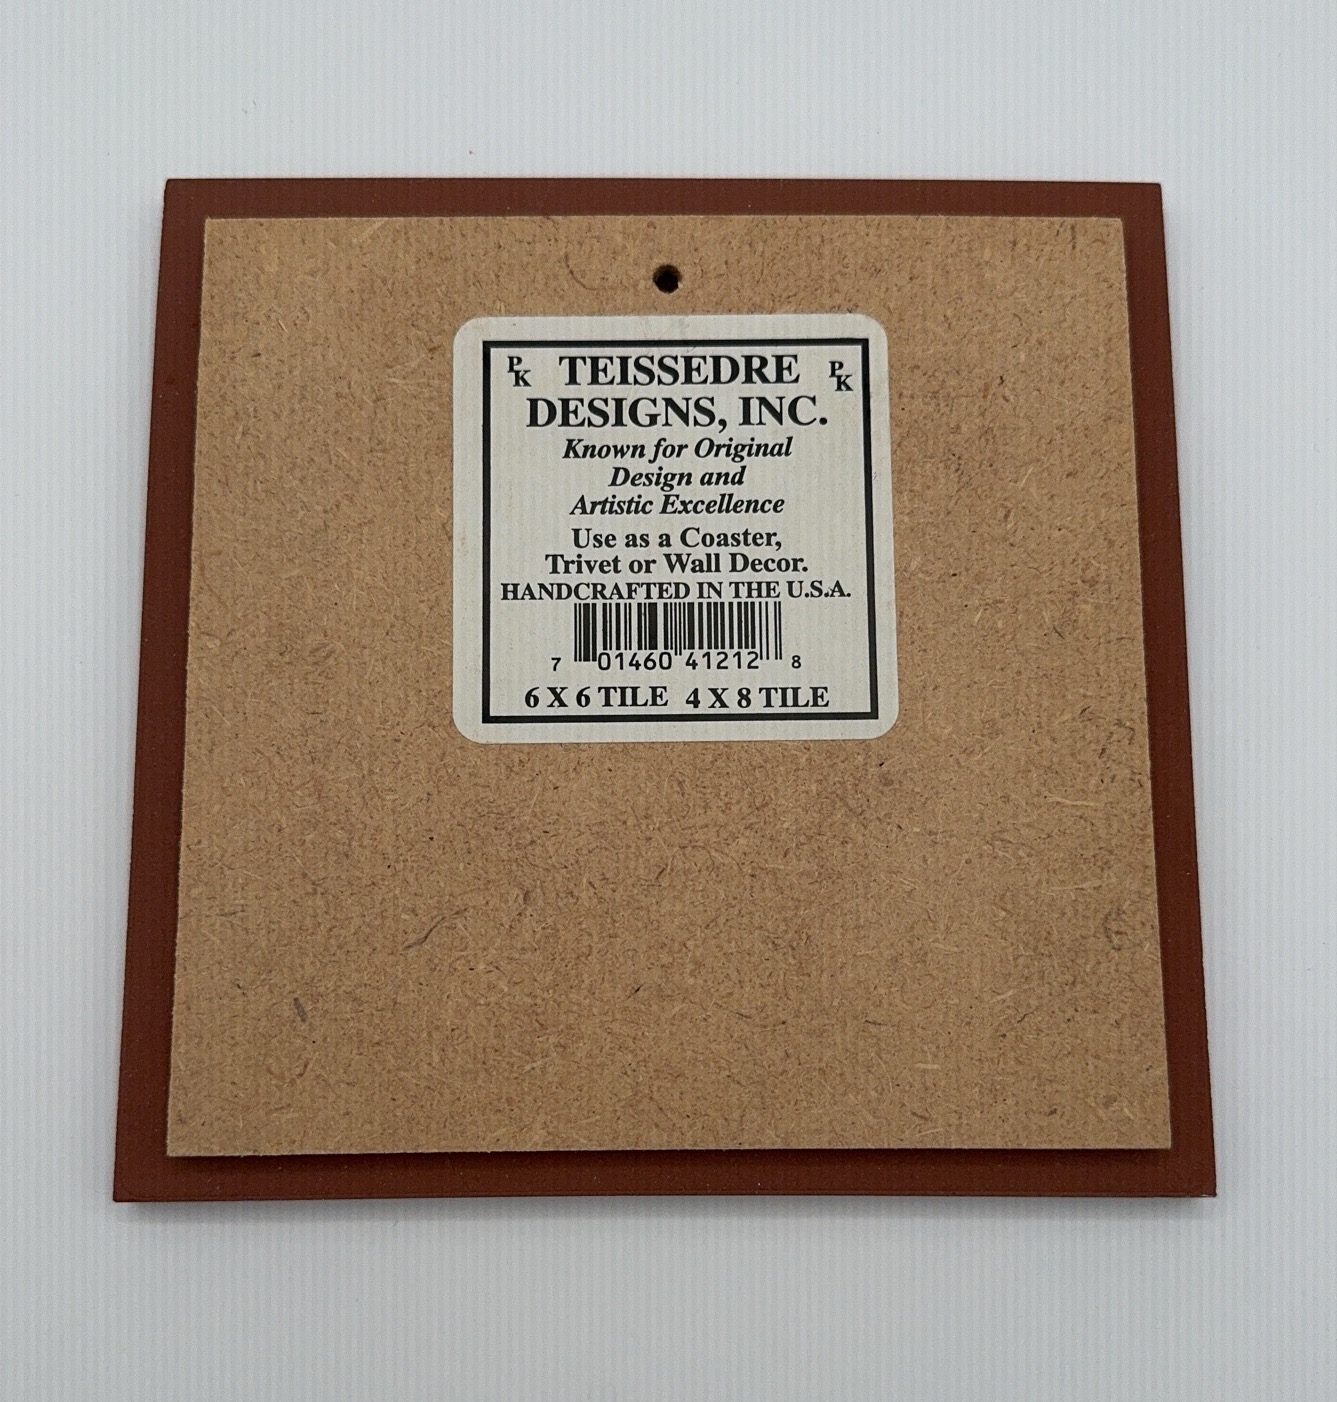 PK TEISSEDRE PK
DESIGNS, INC.
Known for Original
Design and
Artistic Excellence
Use as a Coaster,
Trivet or Wall Decor.
HANDCRAFTED IN THE U.S.A.
7 01460 41212 8
6 X 6 TILE 4 X 8 TILE